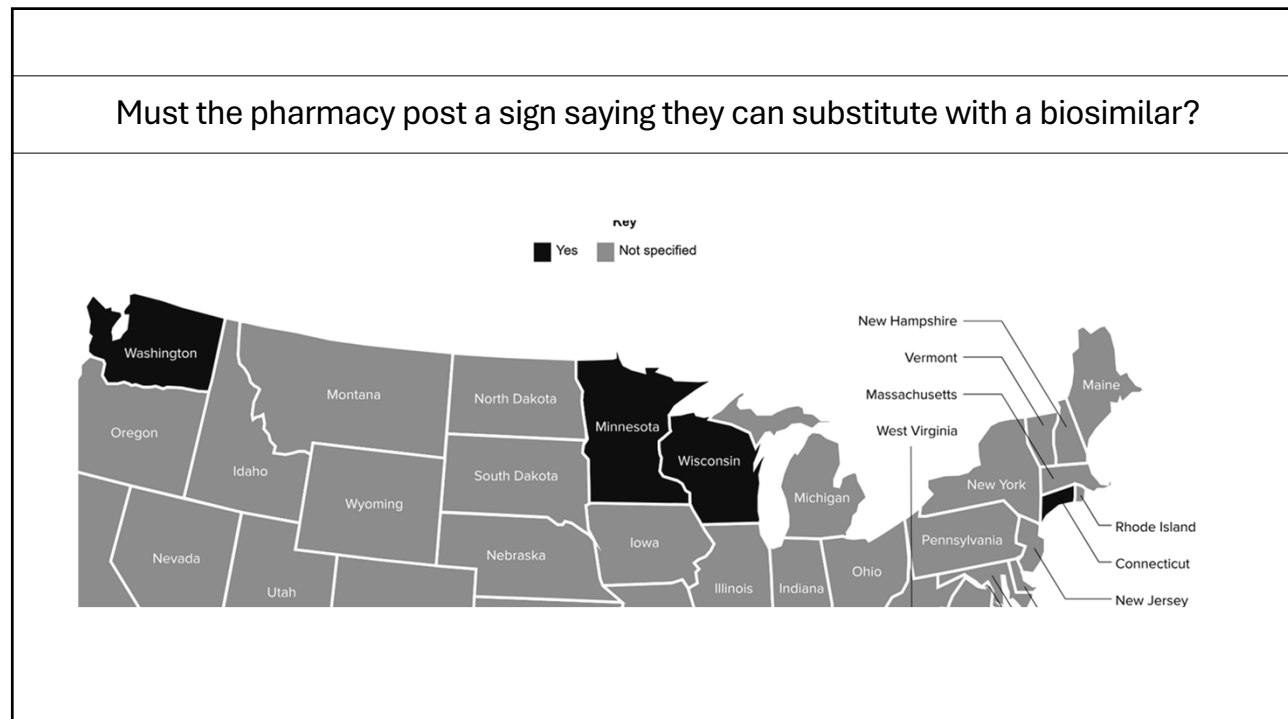 Must the pharmacy post a sign saying they can substitute with a biosimilar?
Key
Yes
Not specified
Washington
Montana
North Dakota
Minnesota
Oregon
Idaho
South Dakota
Wisconsin
Wyoming
Michigan
New Hampshire
Vermont
Massachusetts
West Virginia
Maine
New York
Nevada
Utah
Nebraska
Iowa
Illinois
Indiana
Ohio
Pennsylvania
Rhode Island
Connecticut
New Jersey